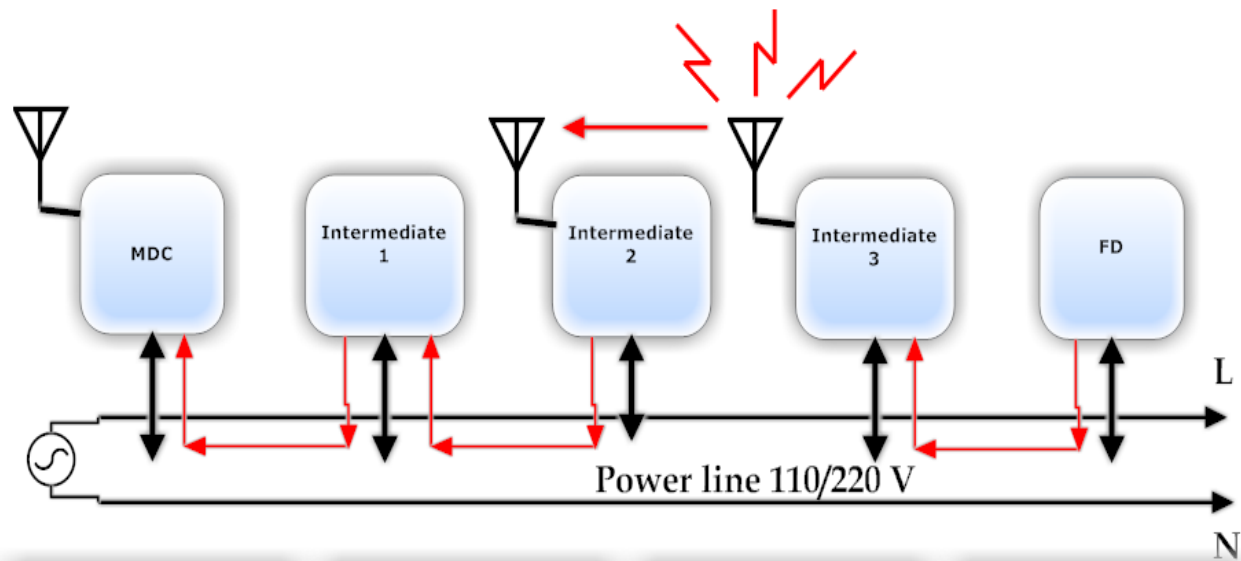 MDC
Intermediate
1
Intermediate
2
Intermediate
3
FD
L
Power line 110/220 V
N